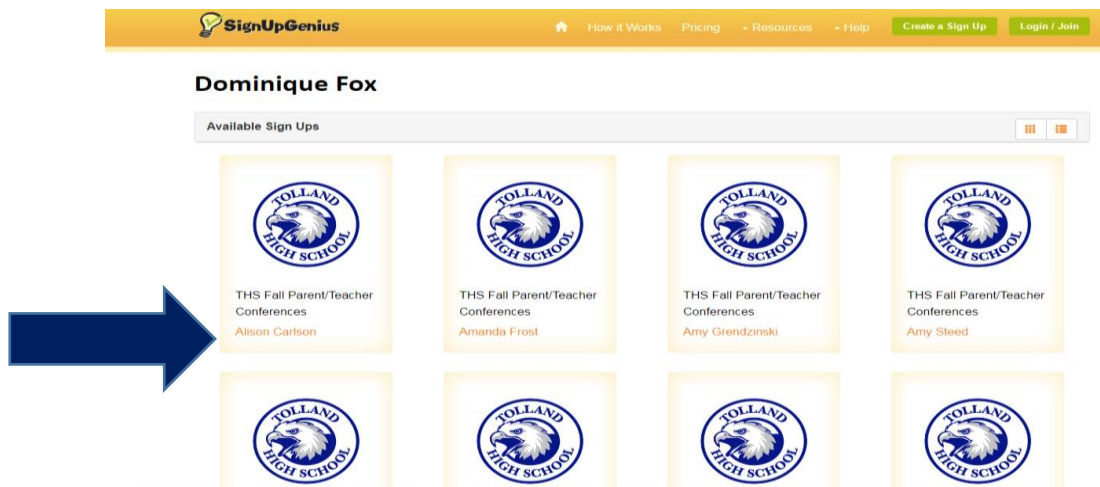 SignUpGenius
How it Works Pricing Resources Help Create a Sign Up Login / Join
Dominique Fox
Available Sign Ups
TOLLAND HIGH SCHOOL
TOLLAND HIGH SCHOOL
TOLLAND HIGH SCHOOL
TOLLAND HIGH SCHOOL
THS Fall Parent/Teacher
Conferences
Alison Carlson
THS Fall Parent/Teacher
Conferences
Amanda Frost
THS Fall Parent/Teacher
Conferences
Amy Grendzinski
THS Fall Parent/Teacher
Conferences
Amy Steed
TOLLAND HIGH SCHOOL
TOLLAND HIGH SCHOOL
TOLLAND HIGH SCHOOL
TOLLAND HIGH SCHOOL